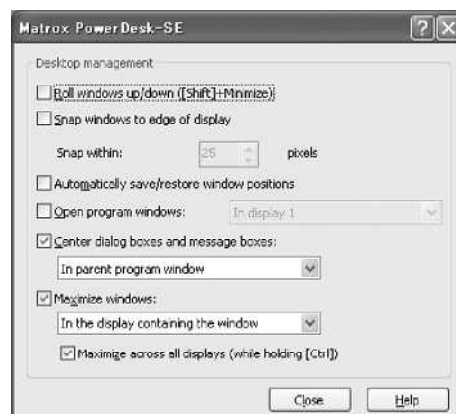 Matrox PowerDesk-SE
Desktop management
Roll windows up/down ([Shift]+Minimize)
Snap windows to edge of display
Snap within: 25 pixels
Automatically save/restore window positions
Open program windows: In display 1
Center dialog boxes and message boxes:
In parent program window
Maximize windows:
In the display containing the window
Maximize across all displays (while holding [Ctrl])
Close Help